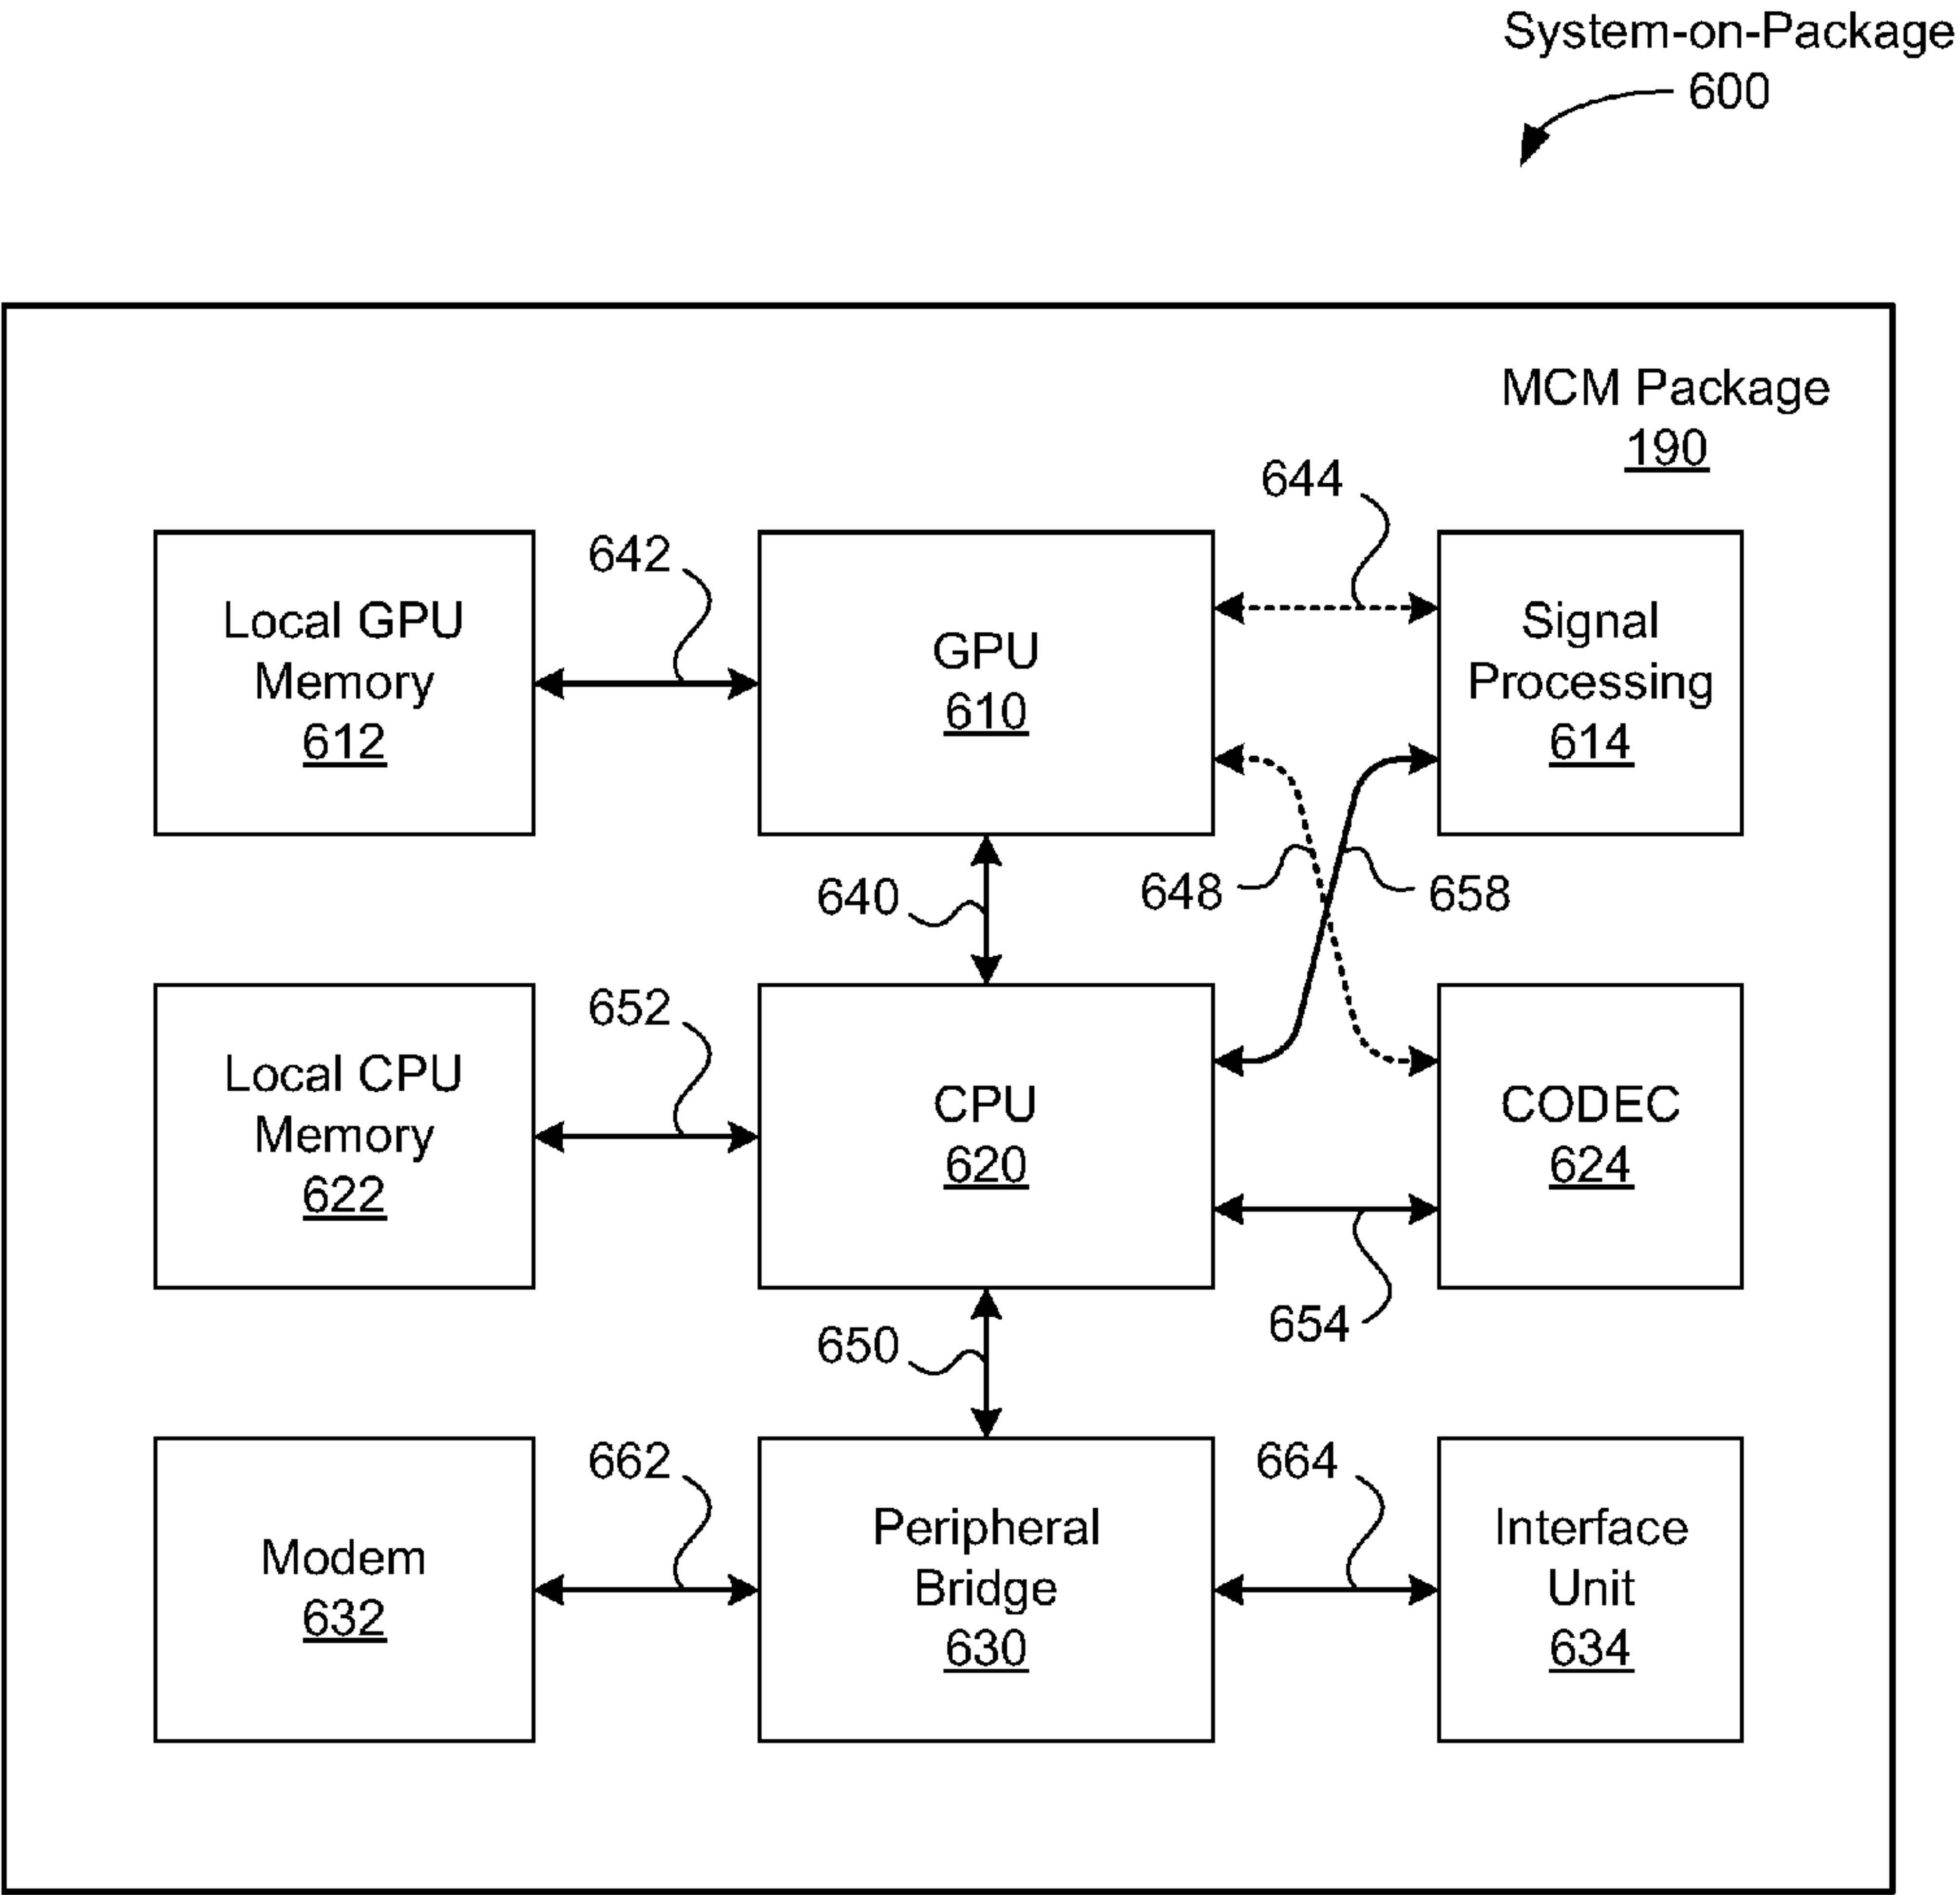 System-on-Package
600
MCM Package
190
644
642
Local GPU
Memory
612
GPU
610
Signal
Processing
614
640
648
658
652
Local CPU
Memory
622
CPU
620
CODEC
624
650
654
662
664
Modem
632
Peripheral
Bridge
630
Interface
Unit
634